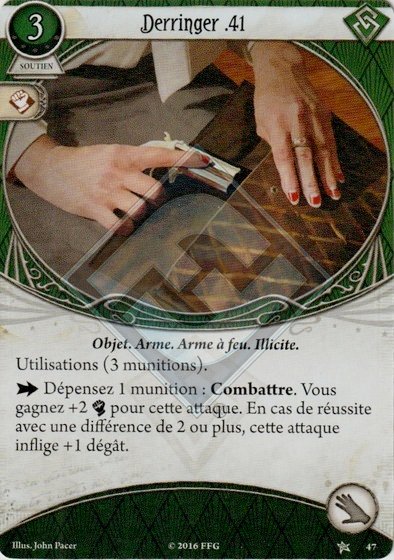 3
Derringer .41
SOUTIEN
Objet. Arme. Arme à feu. Illicite.
Utilisations (3 munitions).
Dépensez 1 munition : Combattre. Vous
gagnez +2 pour cette attaque. En cas de réussite
avec une différence de 2 ou plus, cette attaque
inflige +1 dégât.
Illus. John Pacer © 2016 FFG 47